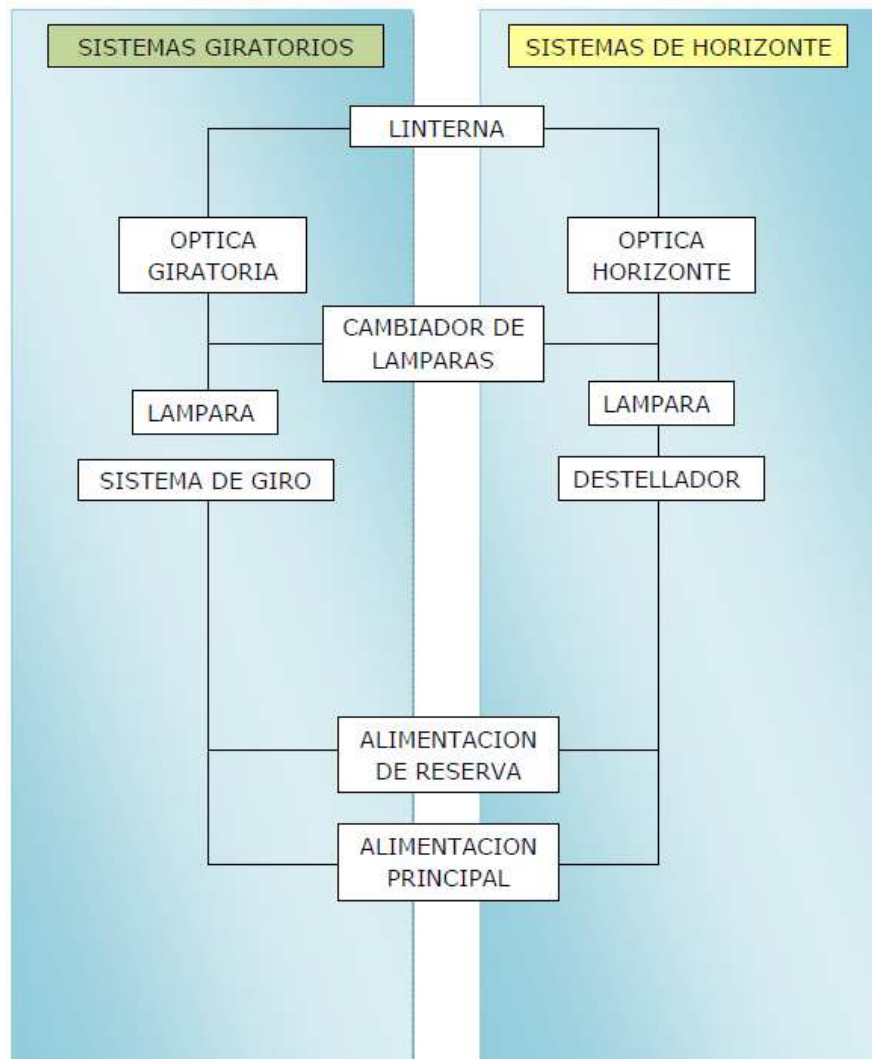 SISTEMAS GIRATORIOS
SISTEMAS DE HORIZONTE
LINTERNA
OPTICA
GIRATORIA
OPTICA
HORIZONTE
CAMBIADOR DE
LAMPARAS
LAMPARA
LAMPARA
SISTEMA DE GIRO
DESTELLADOR
ALIMENTACION
DE RESERVA
ALIMENTACION
PRINCIPAL